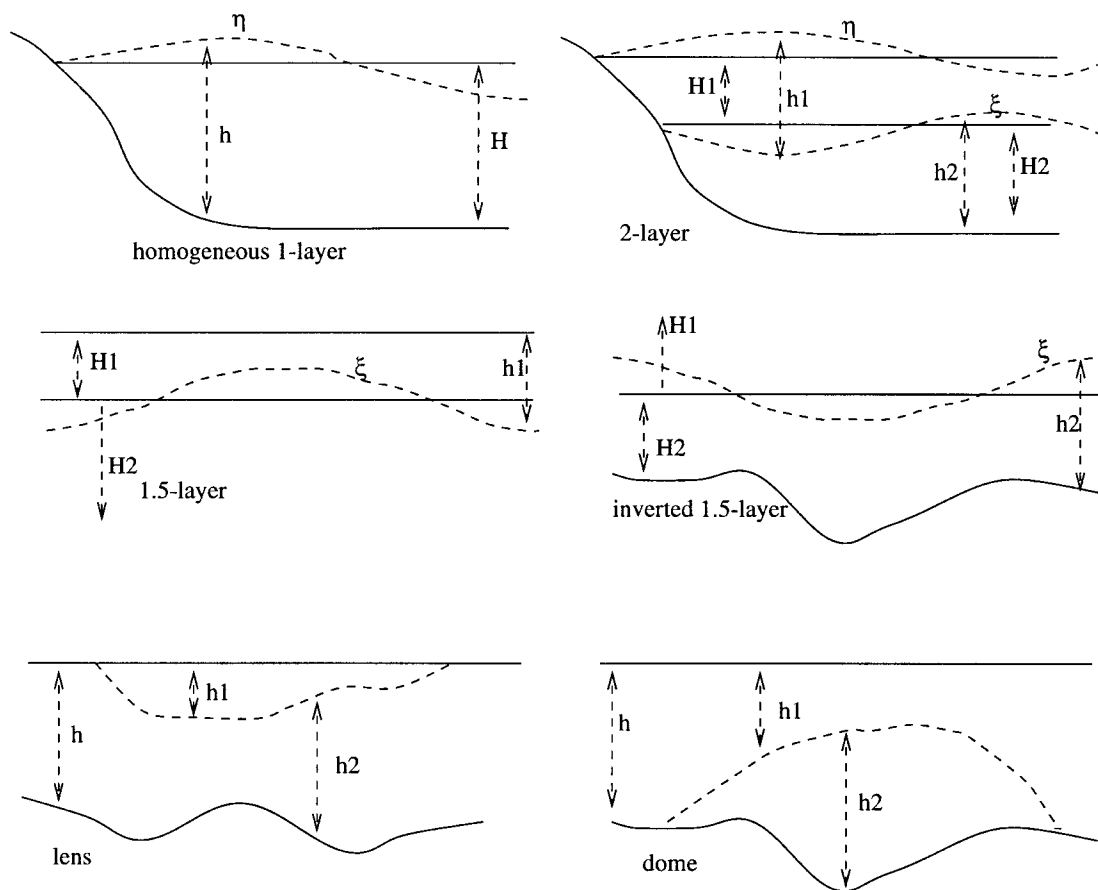 η
h
H
homogeneous 1-layer
η
H1
h1
ξ
h2
H2
2-layer
H1
ξ
h1
H2
1.5-layer
H1
ξ
H2
h2
inverted 1.5-layer
h
h1
h2
lens
h
h1
h2
dome